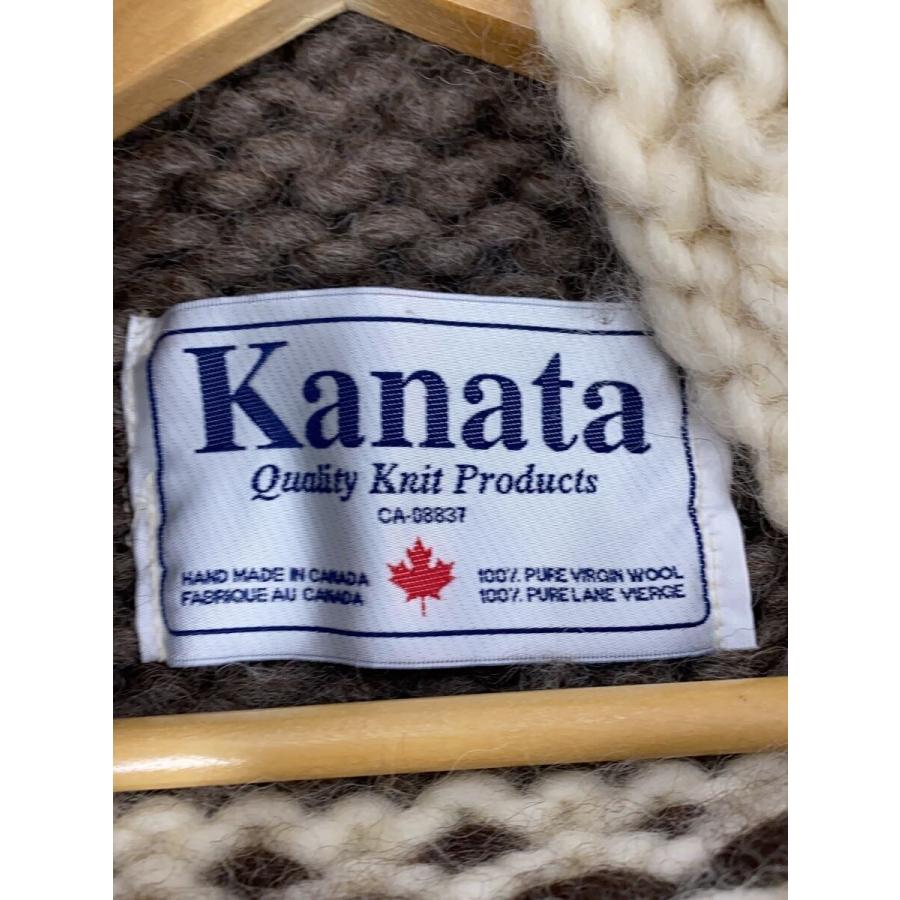 Kanata
Quality Knit Products
CA-08837
HAND MADE IN CANADA
FABRIQUE AU CANADA
100% PURE VIRGIN WOOL
100% PURE LANE VIERGE